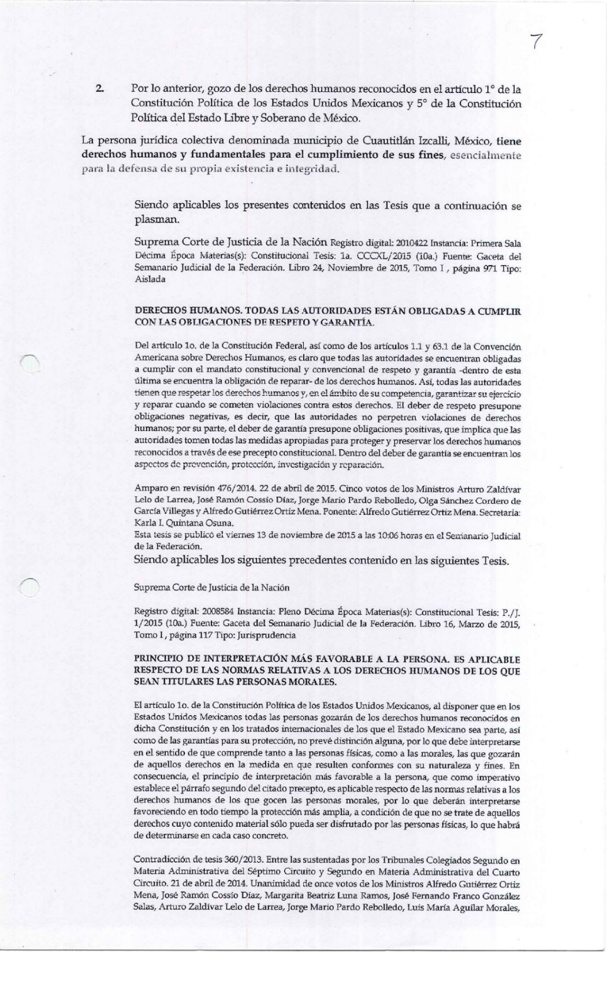 7
2. Por lo anterior, gozo de los derechos humanos reconocidos en el artículo 1° de la
Constitución Política de los Estados Unidos Mexicanos y 5° de la Constitución
Política del Estado Libre y Soberano de México.
La persona jurídica colectiva denominada municipio de Cuautitlán Izcalli, México, tiene
derechos humanos y fundamentales para el cumplimiento de sus fines, esencialmente
para la defensa de su propia existencia e integridad.
Siendo aplicables los presentes contenidos en las Tesis que a continuación se
plasman.
Suprema Corte de Justicia de la Nación Registro digital: 2010422 Instancia: Primera Sala
Décima Época Materias(s): Constitucional Tesis: 1a. CCCXL/2015 (10a.) Fuente: Gaceta del
Semanario Judicial de la Federación. Libro 24, Noviembre de 2015, Tomo I , página 971 Tipo:
Aislada
DERECHOS HUMANOS. TODAS LAS AUTORIDADES ESTÁN OBLIGADAS A CUMPLIR
CON LAS OBLIGACIONES DE RESPETO Y GARANTÍA.
Del artículo 1o. de la Constitución Federal, así como de los artículos 1.1 y 63.1 de la Convención
Americana sobre Derechos Humanos, es claro que todas las autoridades se encuentran obligadas
a cumplir con el mandato constitucional y convencional de respeto y garantía -dentro de esta
última se encuentra la obligación de reparar- de los derechos humanos. Así, todas las autoridades
tienen que respetar los derechos humanos y, en el ámbito de su competencia, garantizar su ejercicio
y reparar cuando se cometen violaciones contra estos derechos. El deber de respeto presupone
obligaciones negativas, es decir, que las autoridades no perpetren violaciones de derechos
humanos; por su parte, el deber de garantía presupone obligaciones positivas, que implica que las
autoridades tomen todas las medidas apropiadas para proteger y preservar los derechos humanos
reconocidos a través de ese precepto constitucional. Dentro del deber de garantía se encuentran los
aspectos de prevención, protección, investigación y reparación.
Amparo en revisión 476/2014. 22 de abril de 2015. Cinco votos de los Ministros Arturo Zaldívar
Lelo de Larrea, José Ramón Cossío Díaz, Jorge Mario Pardo Rebolledo, Olga Sánchez Cordero de
García Villegas y Alfredo Gutiérrez Ortiz Mena. Ponente: Alfredo Gutiérrez Ortiz Mena. Secretaria:
Karla I. Quintana Osuna.
Esta tesis se publicó el viernes 13 de noviembre de 2015 a las 10:06 horas en el Semanario Judicial
de la Federación.
Siendo aplicables los siguientes precedentes contenido en las siguientes Tesis.
Suprema Corte de Justicia de la Nación
Registro digital: 2008584 Instancia: Pleno Décima Época Materias(s): Constitucional Tesis: P./J.
1/2015 (10a.) Fuente: Gaceta del Semanario Judicial de la Federación. Libro 16, Marzo de 2015,
Tomo I , página 117 Tipo: Jurisprudencia
PRINCIPIO DE INTERPRETACIÓN MÁS FAVORABLE A LA PERSONA. ES APLICABLE
RESPECTO DE LAS NORMAS RELATIVAS A LOS DERECHOS HUMANOS DE LOS QUE
SEAN TITULARES LAS PERSONAS MORALES.
El artículo 1o. de la Constitución Política de los Estados Unidos Mexicanos, al disponer que en los
Estados Unidos Mexicanos todas las personas gozarán de los derechos humanos reconocidos en
dicha Constitución y en los tratados internacionales de los que el Estado Mexicano sea parte, así
como de las garantías para su protección, no prevé distinción alguna, por lo que debe interpretarse
en el sentido de que comprende tanto a las personas físicas, como a las morales, las que gozarán
de aquellos derechos en la medida en que resulten conformes con su naturaleza y fines. En
consecuencia, el principio de interpretación más favorable a la persona, que como imperativo
establece el párrafo segundo del citado precepto, es aplicable respecto de las normas relativas a los
derechos humanos de los que gocen las personas morales, por lo que deberán interpretarse
favoreciendo en todo tiempo la protección más amplia, a condición de que no se trate de aquellos
derechos cuyo contenido material sólo pueda ser disfrutado por las personas físicas, lo que habrá
de determinarse en cada caso concreto.
Contradicción de tesis 360/2013. Entre las sustentadas por los Tribunales Colegiados Segundo en
Materia Administrativa del Séptimo Circuito y Segundo en Materia Administrativa del Cuarto
Circuito. 21 de abril de 2014. Unanimidad de once votos de los Ministros Alfredo Gutiérrez Ortiz
Mena, José Ramón Cossío Díaz, Margarita Beatriz Luna Ramos, José Fernando Franco González
Salas, Arturo Zaldívar Lelo de Larrea, Jorge Mario Pardo Rebolledo, Luis María Aguilar Morales,